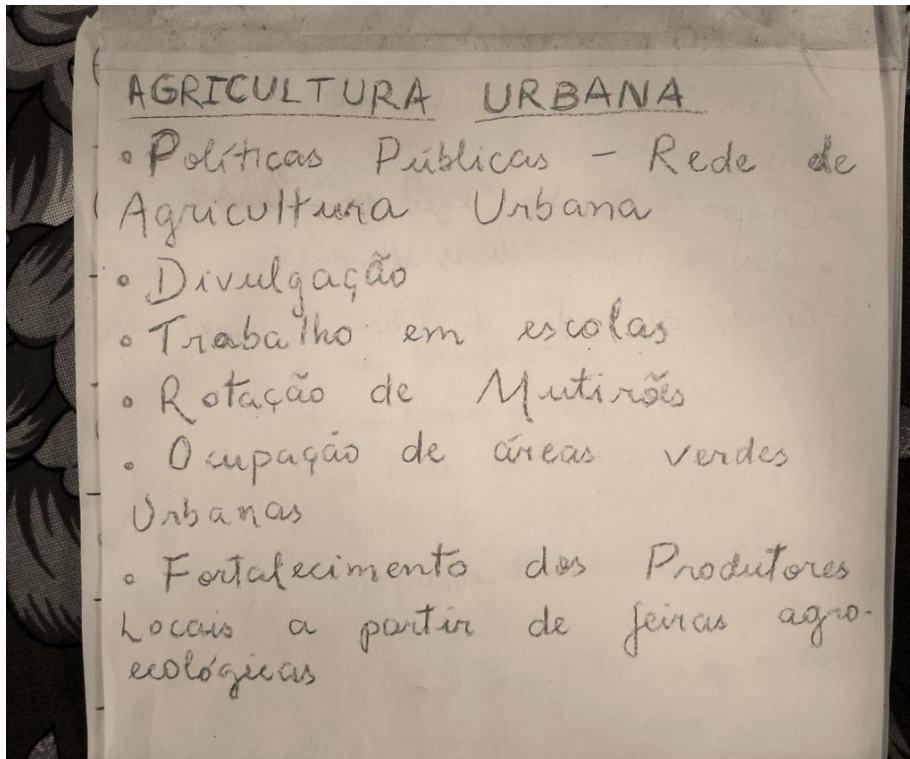 AGRICULTURA URBANA
• Políticas Públicas - Rede de
Agricultura Urbana
• Divulgação
• Trabalho em escolas
• Rotação de Mutirões
• Ocupação de áreas verdes
Urbanas
• Fortalecimento dos Produtores
Locais a partir de feiras agro-
ecológicas